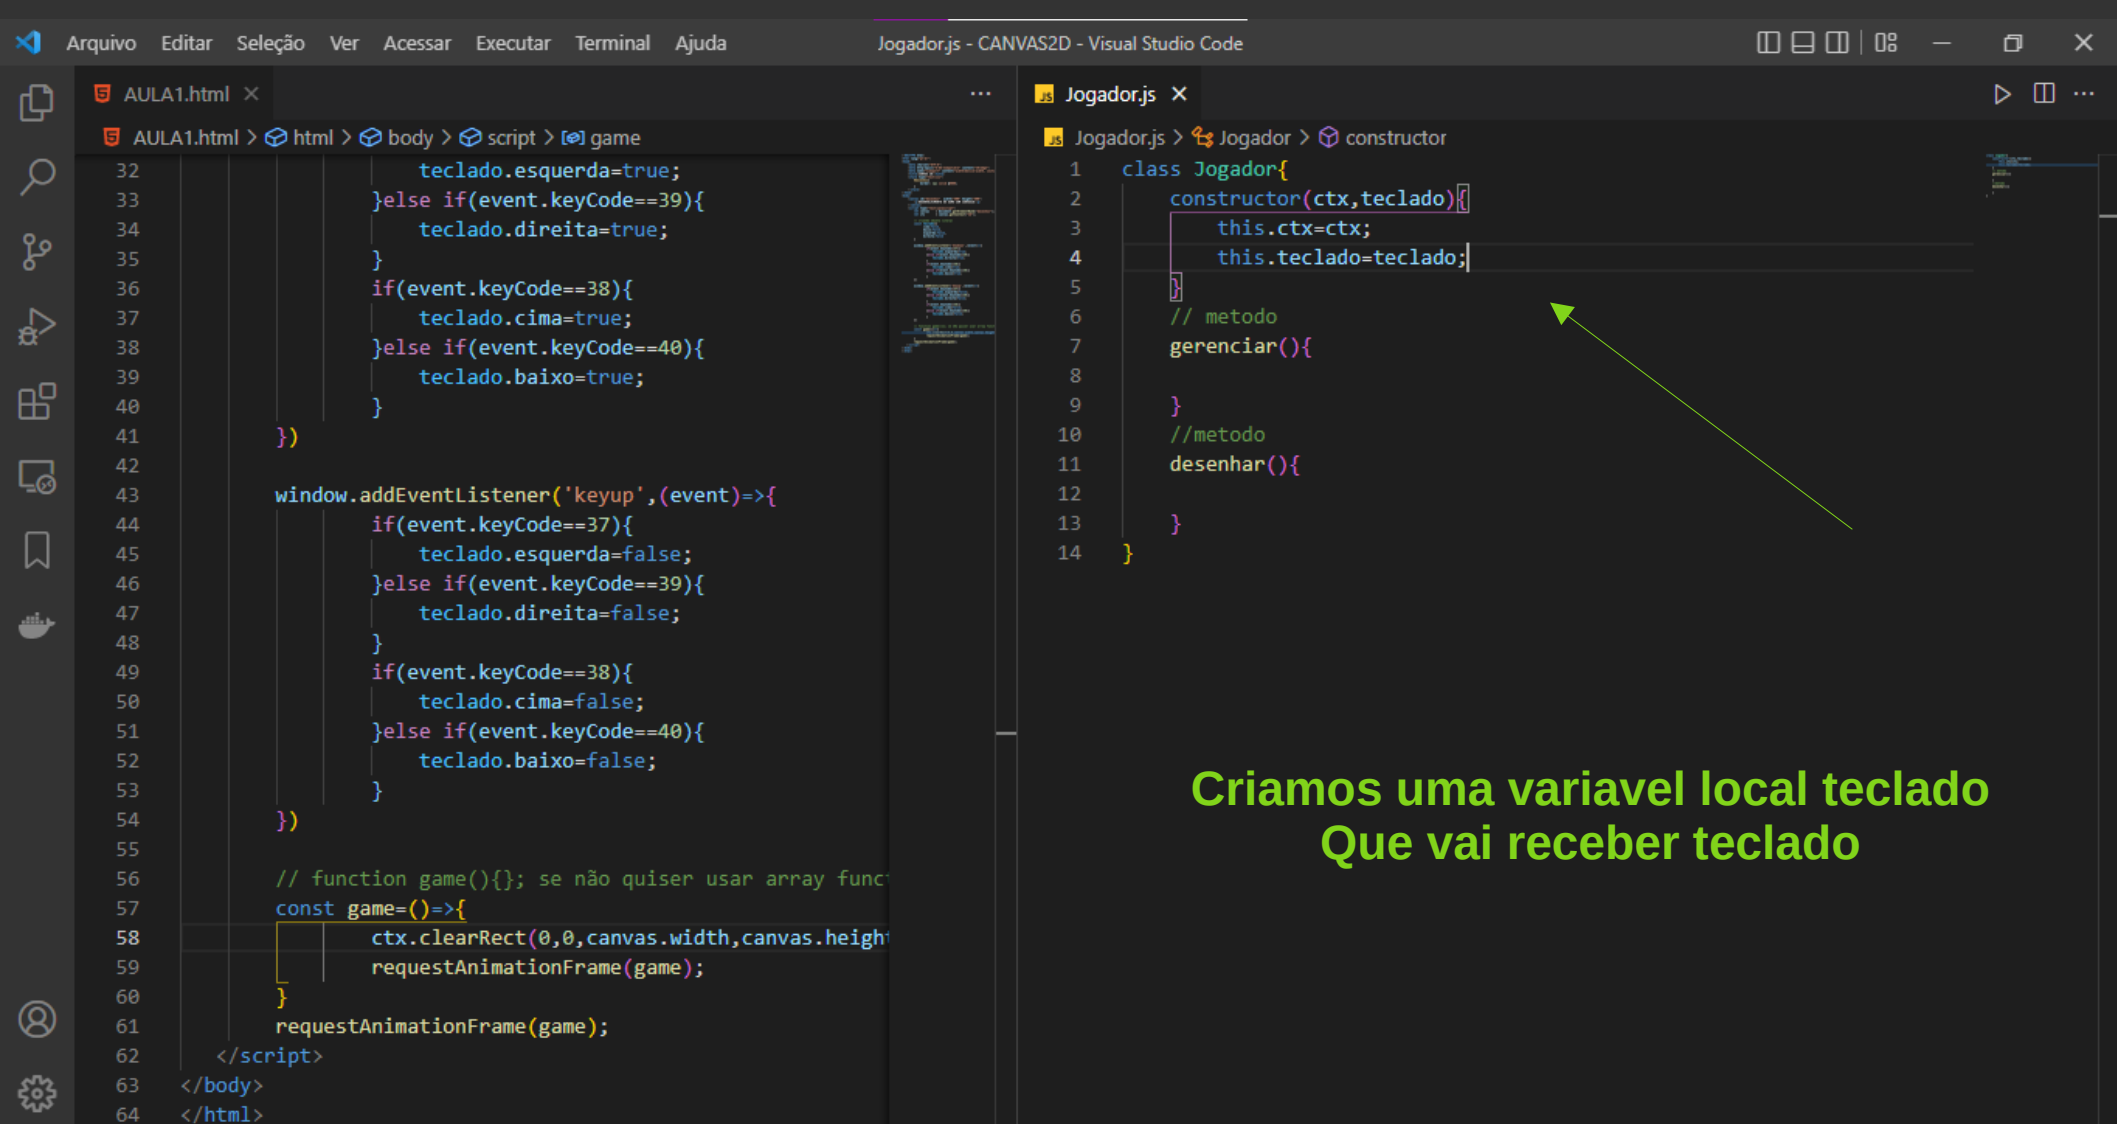 Arquivo Editar Seleção Ver Acessar Executar Terminal Ajuda
Jogador.js - CANVAS2D - Visual Studio Code
AULA1.html
AULA1.html > html > body > script > game
32 teclado.esquerda=true;
33 }else if(event.keyCode==39){
34 teclado.direita=true;
35 }
36 if(event.keyCode==38){
37 teclado.cima=true;
38 }else if(event.keyCode==40){
39 teclado.baixo=true;
40 }
41 })
42
43 window.addEventListener('keyup',(event)=>{
44 if(event.keyCode==37){
45 teclado.esquerda=false;
46 }else if(event.keyCode==39){
47 teclado.direita=false;
48 }
49 if(event.keyCode==38){
50 teclado.cima=false;
51 }else if(event.keyCode==40){
52 teclado.baixo=false;
53 }
54 })
55
56 // function game(){}; se não quiser usar array funct
57 const game=()=>{
58 ctx.clearRect(0,0,canvas.width,canvas.height
59 requestAnimationFrame(game);
60 }
61 requestAnimationFrame(game);
62 </script>
63 </body>
64 </html>
JS Jogador.js
JS Jogador.js > Jogador > constructor
1 class Jogador{
2 constructor(ctx,teclado){
3 this.ctx=ctx;
4 this.teclado=teclado;
5 }
6 // metodo
7 gerenciar(){
8
9 }
10 //metodo
11 desenhar(){
12
13 }
14 }
Criamos uma variavel local teclado
Que vai receber teclado